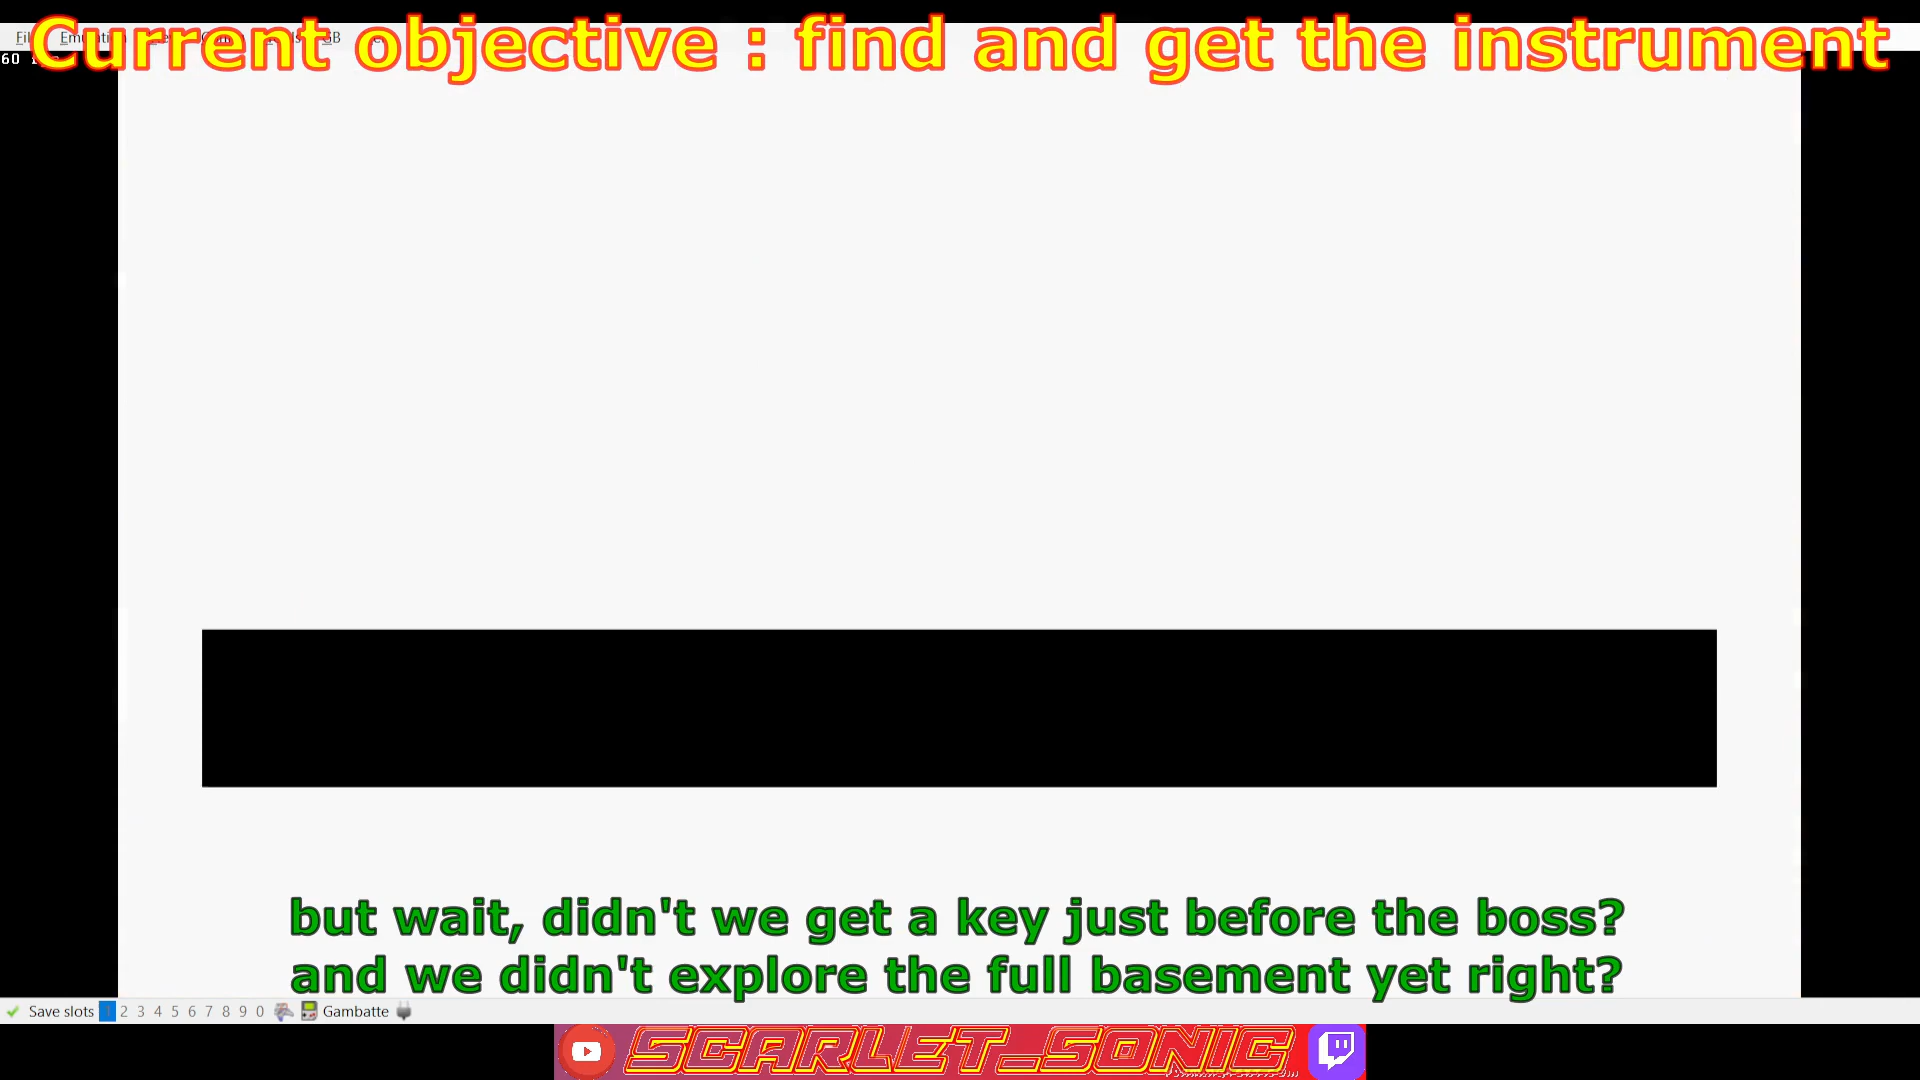 Current objective : find and get the instrument
60
but wait, didn't we get a key just before the boss?
and we didn't explore the full basement yet right?
Save slots 1 2 3 4 5 6 7 8 9 0 Gambatte
SCARLET_SONIC